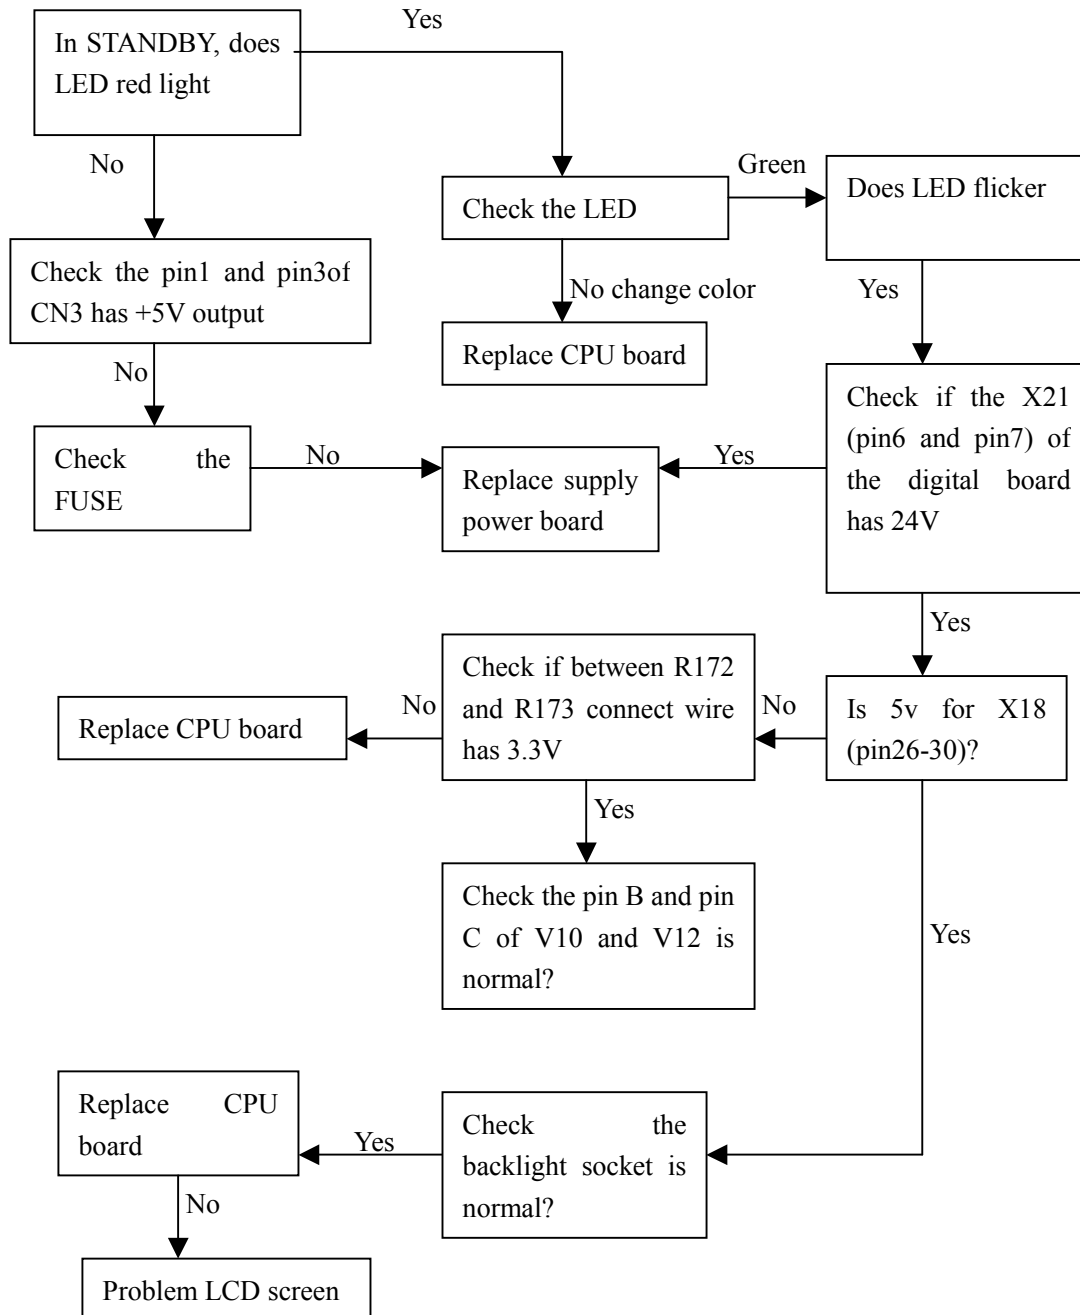 Yes
In STANDBY, does
LED red light
No
Green
Does LED flicker
Check the LED
Check the pin1 and pin3of
CN3 has +5V output
No change color
Yes
Replace CPU board
No
Check if the X21
(pin6 and pin7) of
the digital board
has 24V
Check the
FUSE
No
Yes
Replace supply
power board
Yes
Check if between R172
and R173 connect wire
has 3.3V
No
No
Is 5v for X18
(pin26-30)?
Replace CPU board
Yes
Check the pin B and pin
C of V10 and V12 is
normal?
Yes
Replace CPU
board
Yes
Check the
backlight socket is
normal?
No
Problem LCD screen